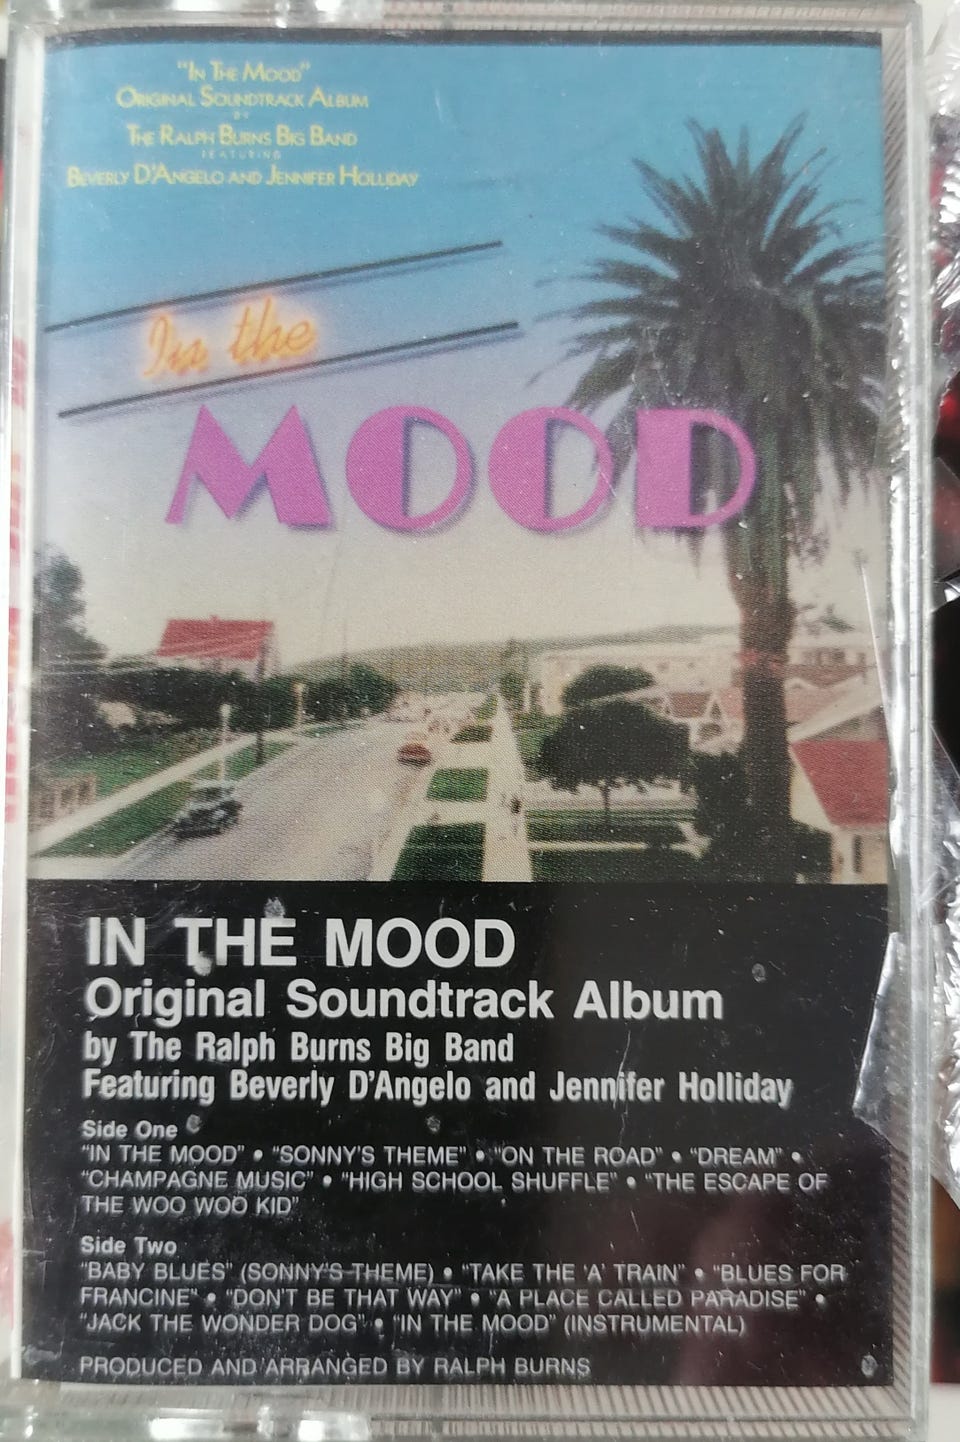 "IN THE MOOD"
ORIGINAL SOUNDTRACK ALBUM
BY
THE RALPH BURNS BIG BAND
FEATURING
BEVERLY D'ANGELO AND JENNIFER HOLLIDAY
In the
MOOD
IN THE MOOD
Original Soundtrack Album
by The Ralph Burns Big Band
Featuring Beverly D'Angelo and Jennifer Holliday
Side One
"IN THE MOOD" • "SONNY'S THEME" • "ON THE ROAD" • "DREAM" •
"CHAMPAGNE MUSIC" • "HIGH SCHOOL SHUFFLE" • "THE ESCAPE OF
THE WOO WOO KID"
Side Two
"BABY BLUES" (SONNY'S THEME) • "TAKE THE 'A' TRAIN" • "BLUES FOR
FRANCINE" • "DON'T BE THAT WAY" • "A PLACE CALLED PARADISE" •
"JACK THE WONDER DOG" • "IN THE MOOD" (INSTRUMENTAL)
PRODUCED AND ARRANGED BY RALPH BURNS